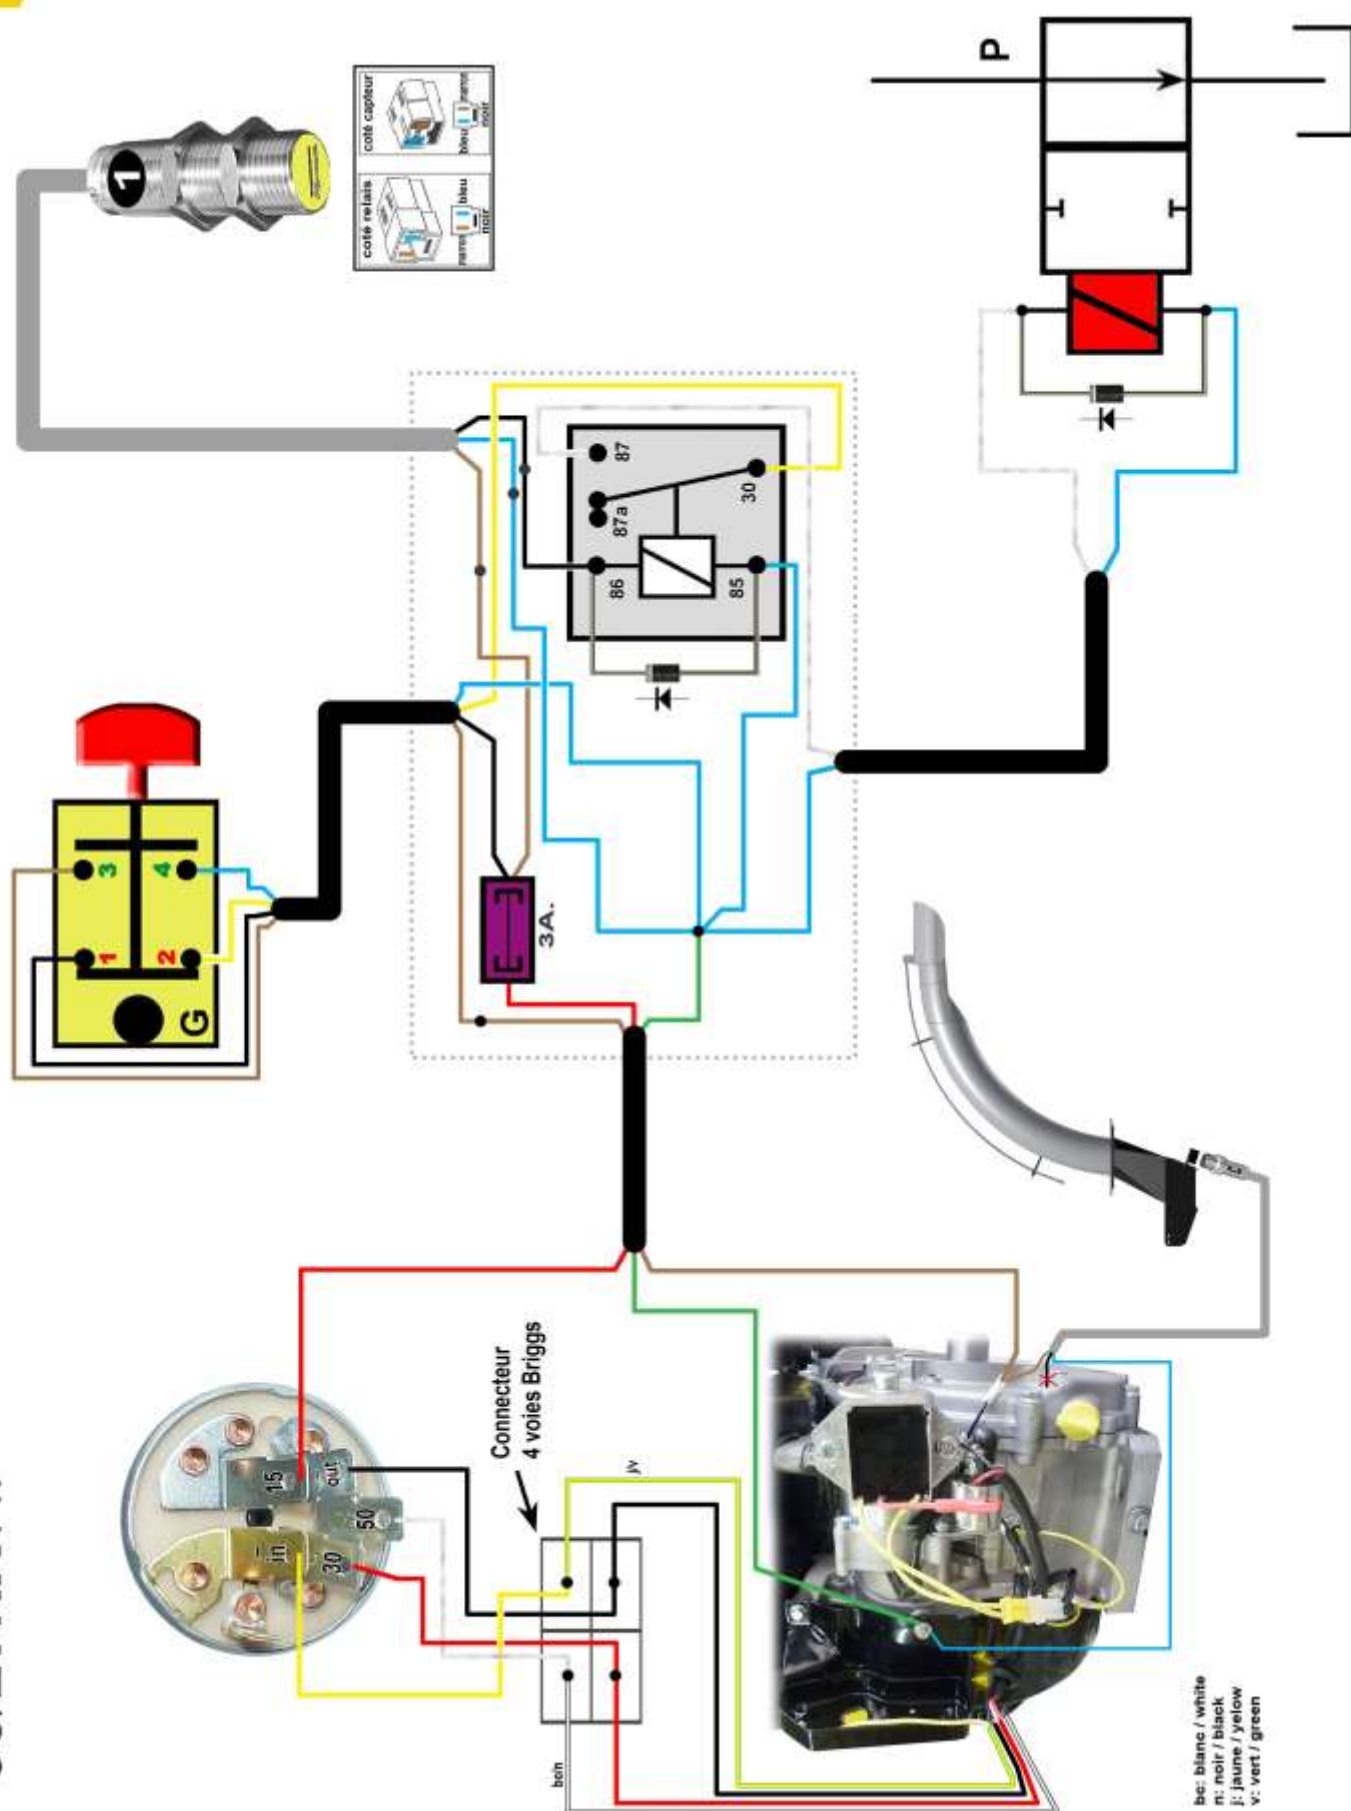 1
coté relais
marron
bleu
noir
coté capteur
bleu
marron
noir
P
87
87a
86
30
85
G
1
2
3
4
3A.
15
out
50
in
30
Connecteur
4 voies Briggs
j/v
bc/n
bc: blanc / white
n: noir / black
j: jaune / yelow
v: vert / green